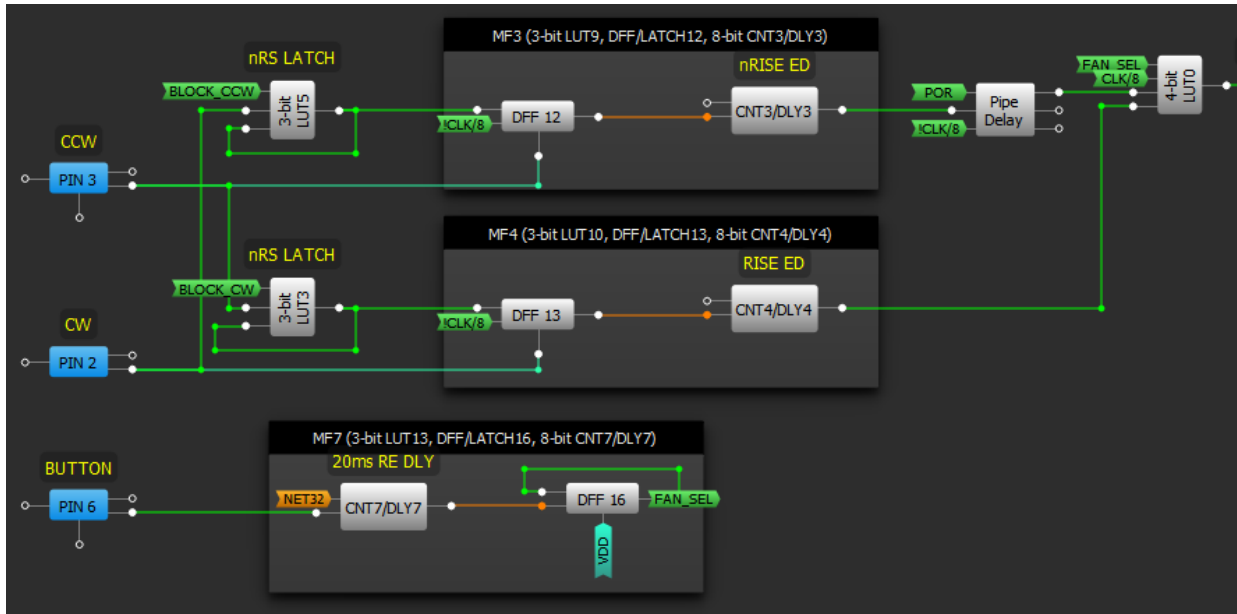 MF3 (3-bit LUT9, DFF/LATCH12, 8-bit CNT3/DLY3)
nRS LATCH
nRISE ED
FAN_SEL
CLK/8
4-bit
LUT0
BLOCK_CCW
3-bit
LUT5
CNT3/DLY3
POR
Pipe
Delay
!CLK/8
DFF 12
!CLK/8
CCW
PIN 3
MF4 (3-bit LUT10, DFF/LATCH13, 8-bit CNT4/DLY4)
nRS LATCH
RISE ED
BLOCK_CW
3-bit
LUT3
CNT4/DLY4
!CLK/8
DFF 13
CW
PIN 2
MF7 (3-bit LUT13, DFF/LATCH16, 8-bit CNT7/DLY7)
20ms RE DLY
BUTTON
NET32
DFF 16
FAN_SEL
PIN 6
CNT7/DLY7
VDD